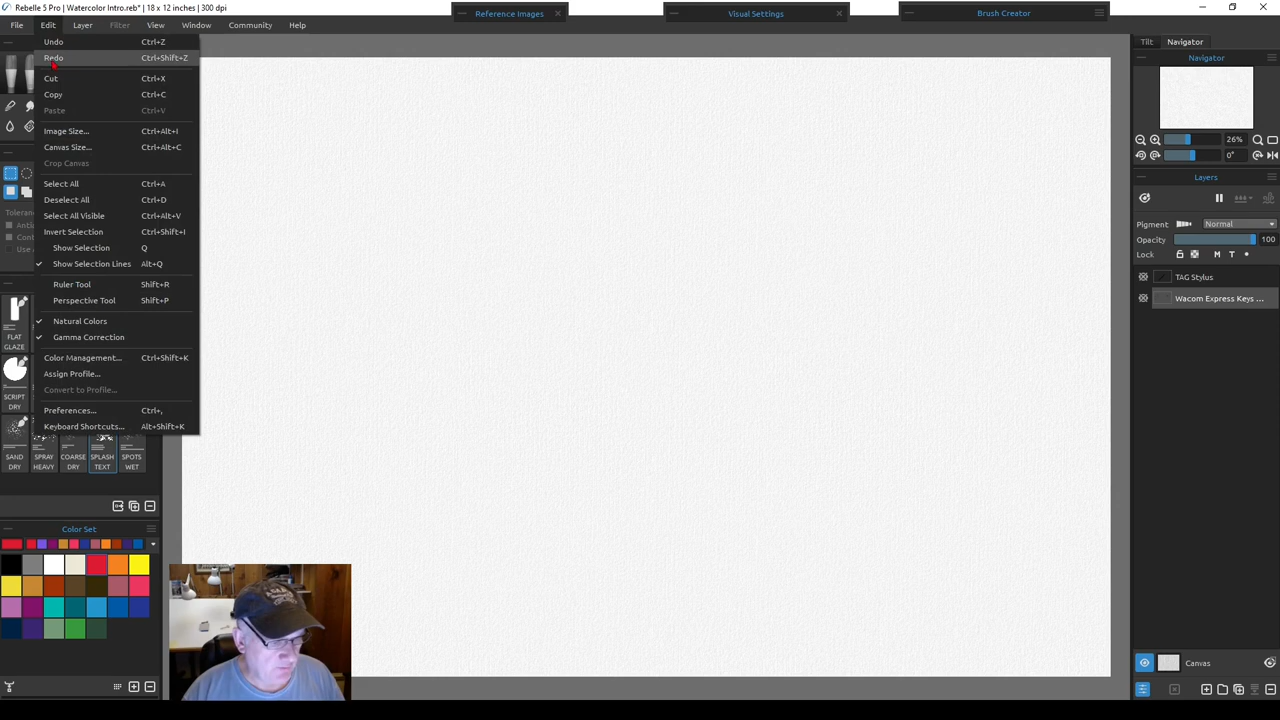 Rebelle 5 Pro | Watercolor Intro.reb* | 18 x 12 inches | 300 dpi
Reference Images
Visual Settings
Brush Creator
File Edit Layer Filter View Window Community Help
Undo Ctrl+Z
Redo Ctrl+Shift+Z
Cut Ctrl+X
Copy Ctrl+C
Paste Ctrl+V
Image Size... Ctrl+Alt+I
Canvas Size... Ctrl+Alt+C
Crop Canvas
Select All Ctrl+A
Deselect All Ctrl+D
Select All Visible Ctrl+Alt+V
Invert Selection Ctrl+Shift+I
Show Selection Q
Show Selection Lines Alt+Q
Ruler Tool Shift+R
Perspective Tool Shift+P
Natural Colors
Gamma Correction
Color Management... Ctrl+Shift+K
Assign Profile...
Convert to Profile...
Preferences... Ctrl+,
Keyboard Shortcuts... Alt+Shift+K
Toleran
Anti
Cont
Use
FLAT
GLAZE
SCRIPT
DRY
SAND
DRY
SPRAY
HEAVY
COARSE
DRY
SPLASH
TEXT
SPOTS
WET
Color Set
Tilt Navigator
Navigator
26%
0°
Layers
Pigment Normal
Opacity 100
Lock M T
TAG Stylus
Wacom Express Keys ...
Canvas